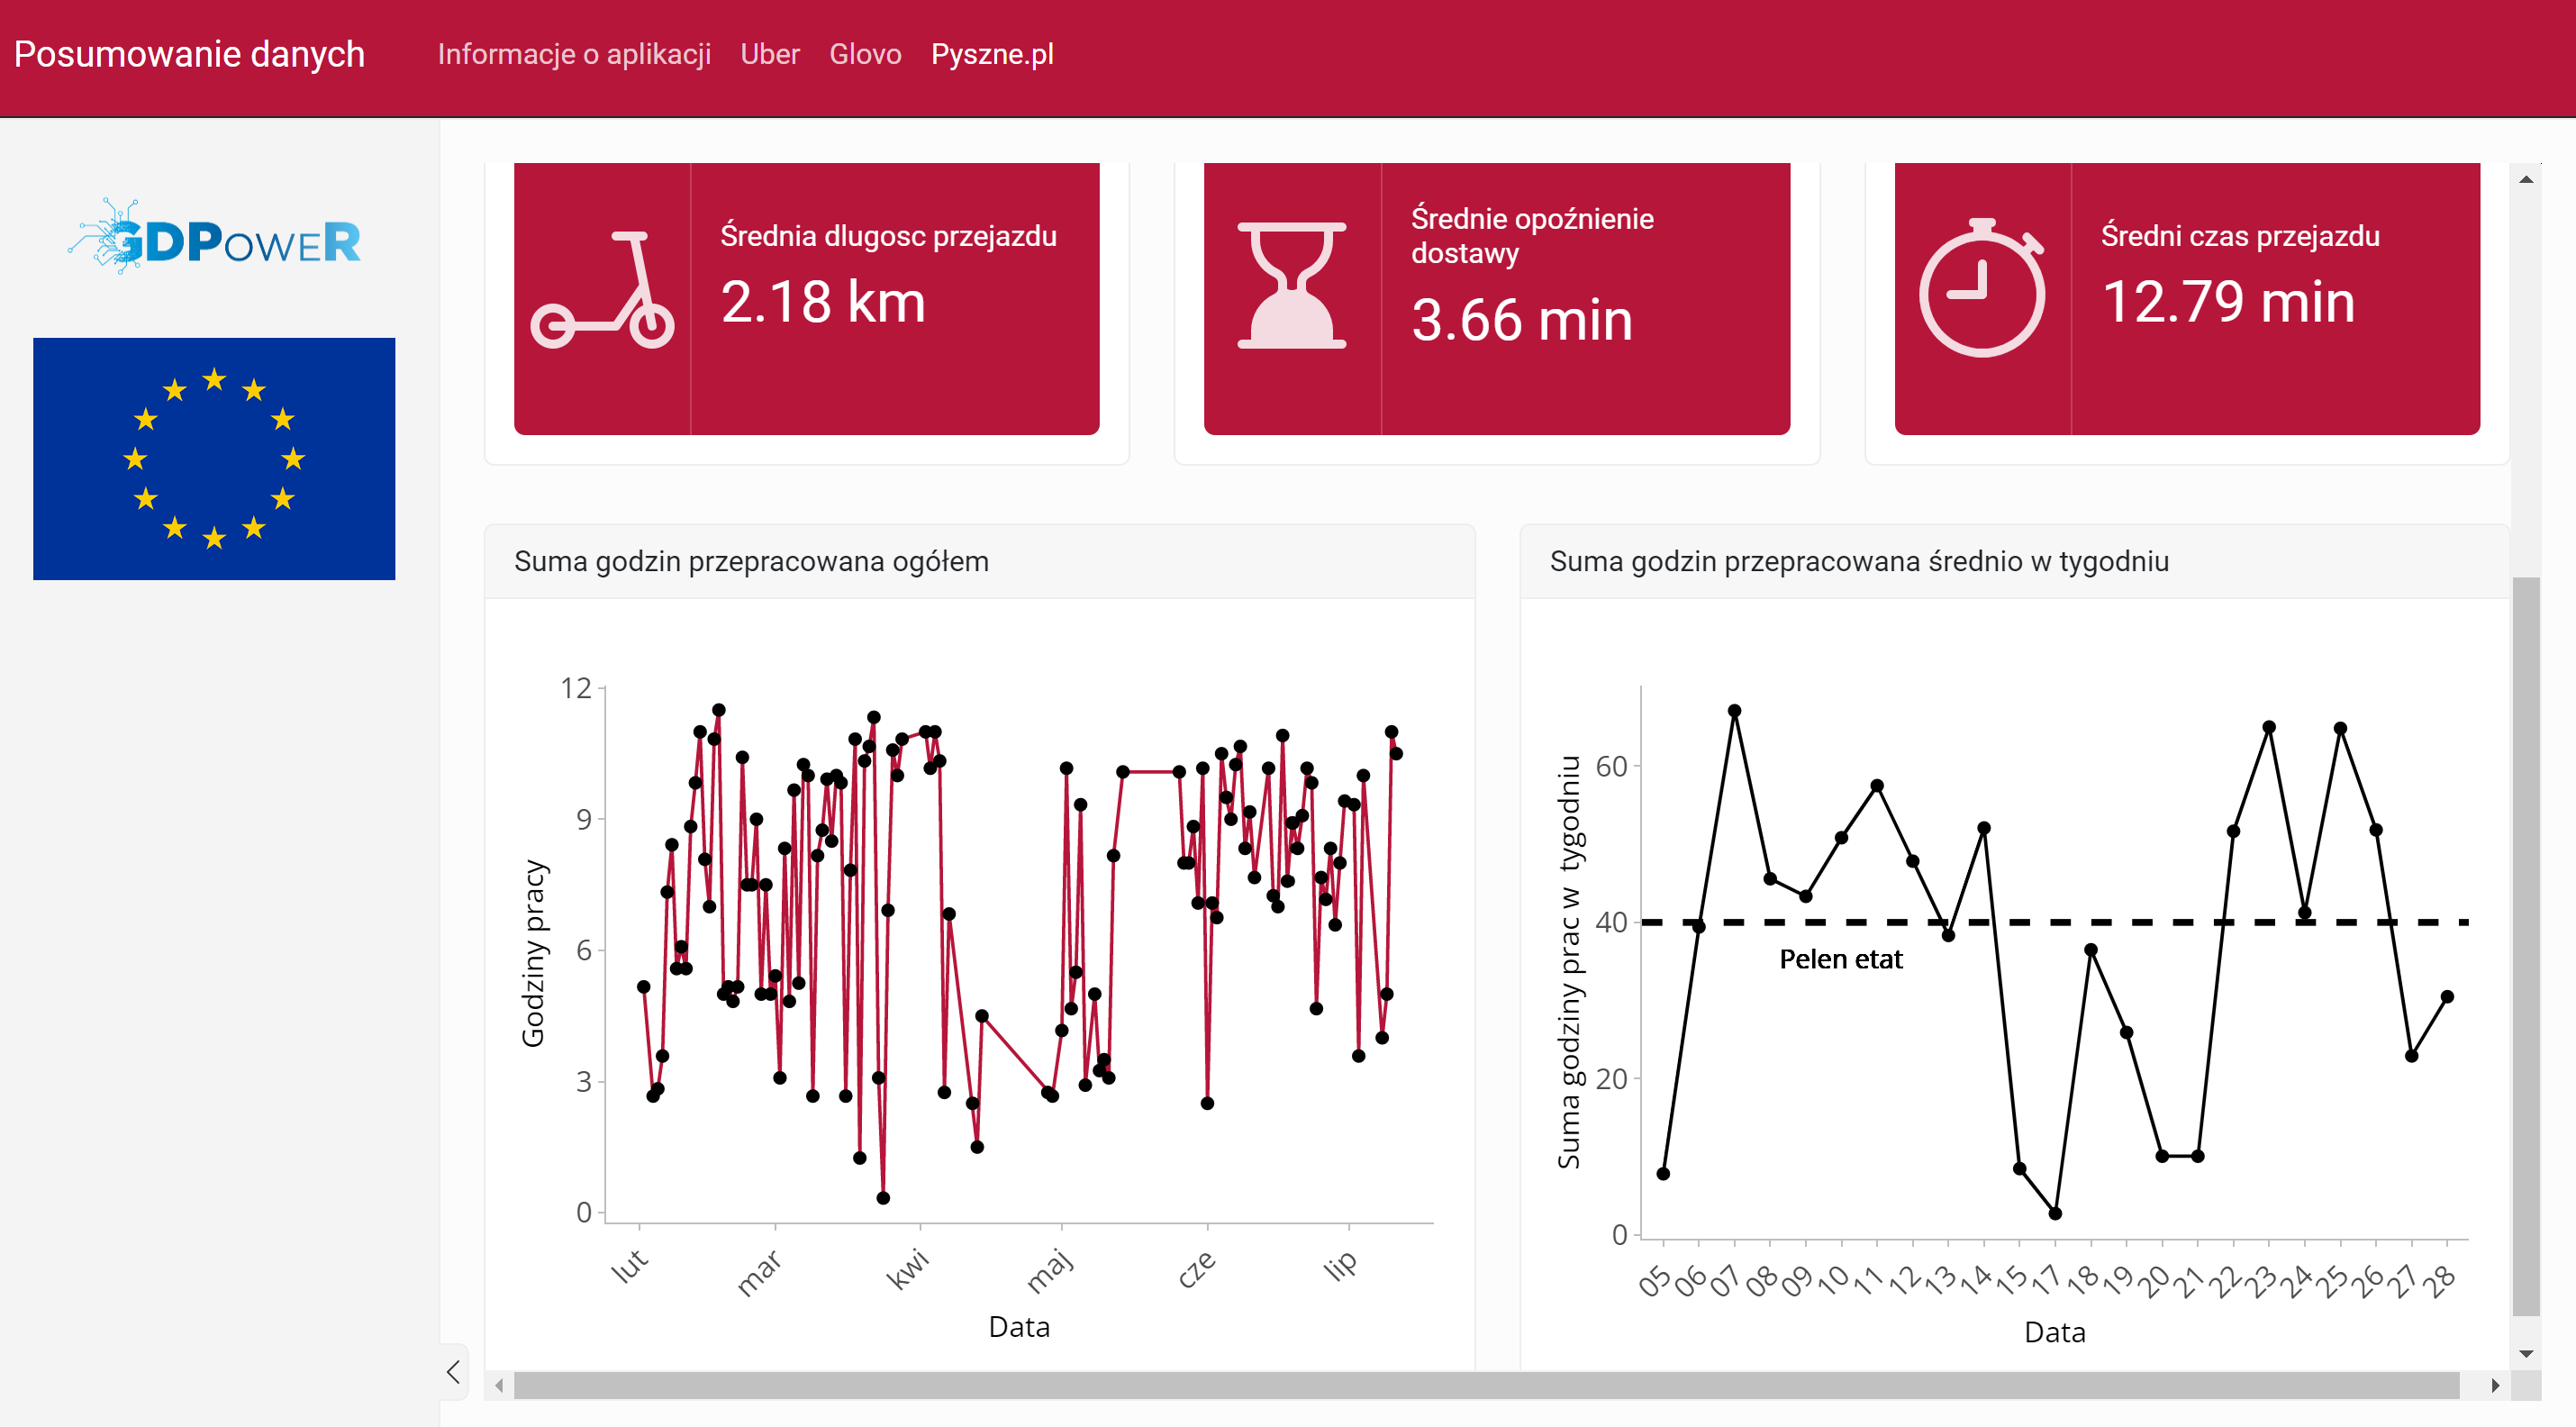 Posumowanie danych
Informacje o aplikacji
Uber
Glovo
Pyszne.pl
GDPoweR
Średnia dlugosc przejazdu
2.18 km
Średnie opoźnienie
dostawy
3.66 min
Średni czas przejazdu
12.79 min
Suma godzin przepracowana ogółem
Godziny pracy
12
9
6
3
0
lut
mar
kwi
maj
cze
lip
Data
Suma godzin przepracowana średnio w tygodniu
Suma godziny prac w tygodniu
60
40
20
0
Pelen etat
05
06
07
08
09
10
11
12
13
14
15
17
18
19
20
21
22
23
24
25
26
27
28
Data